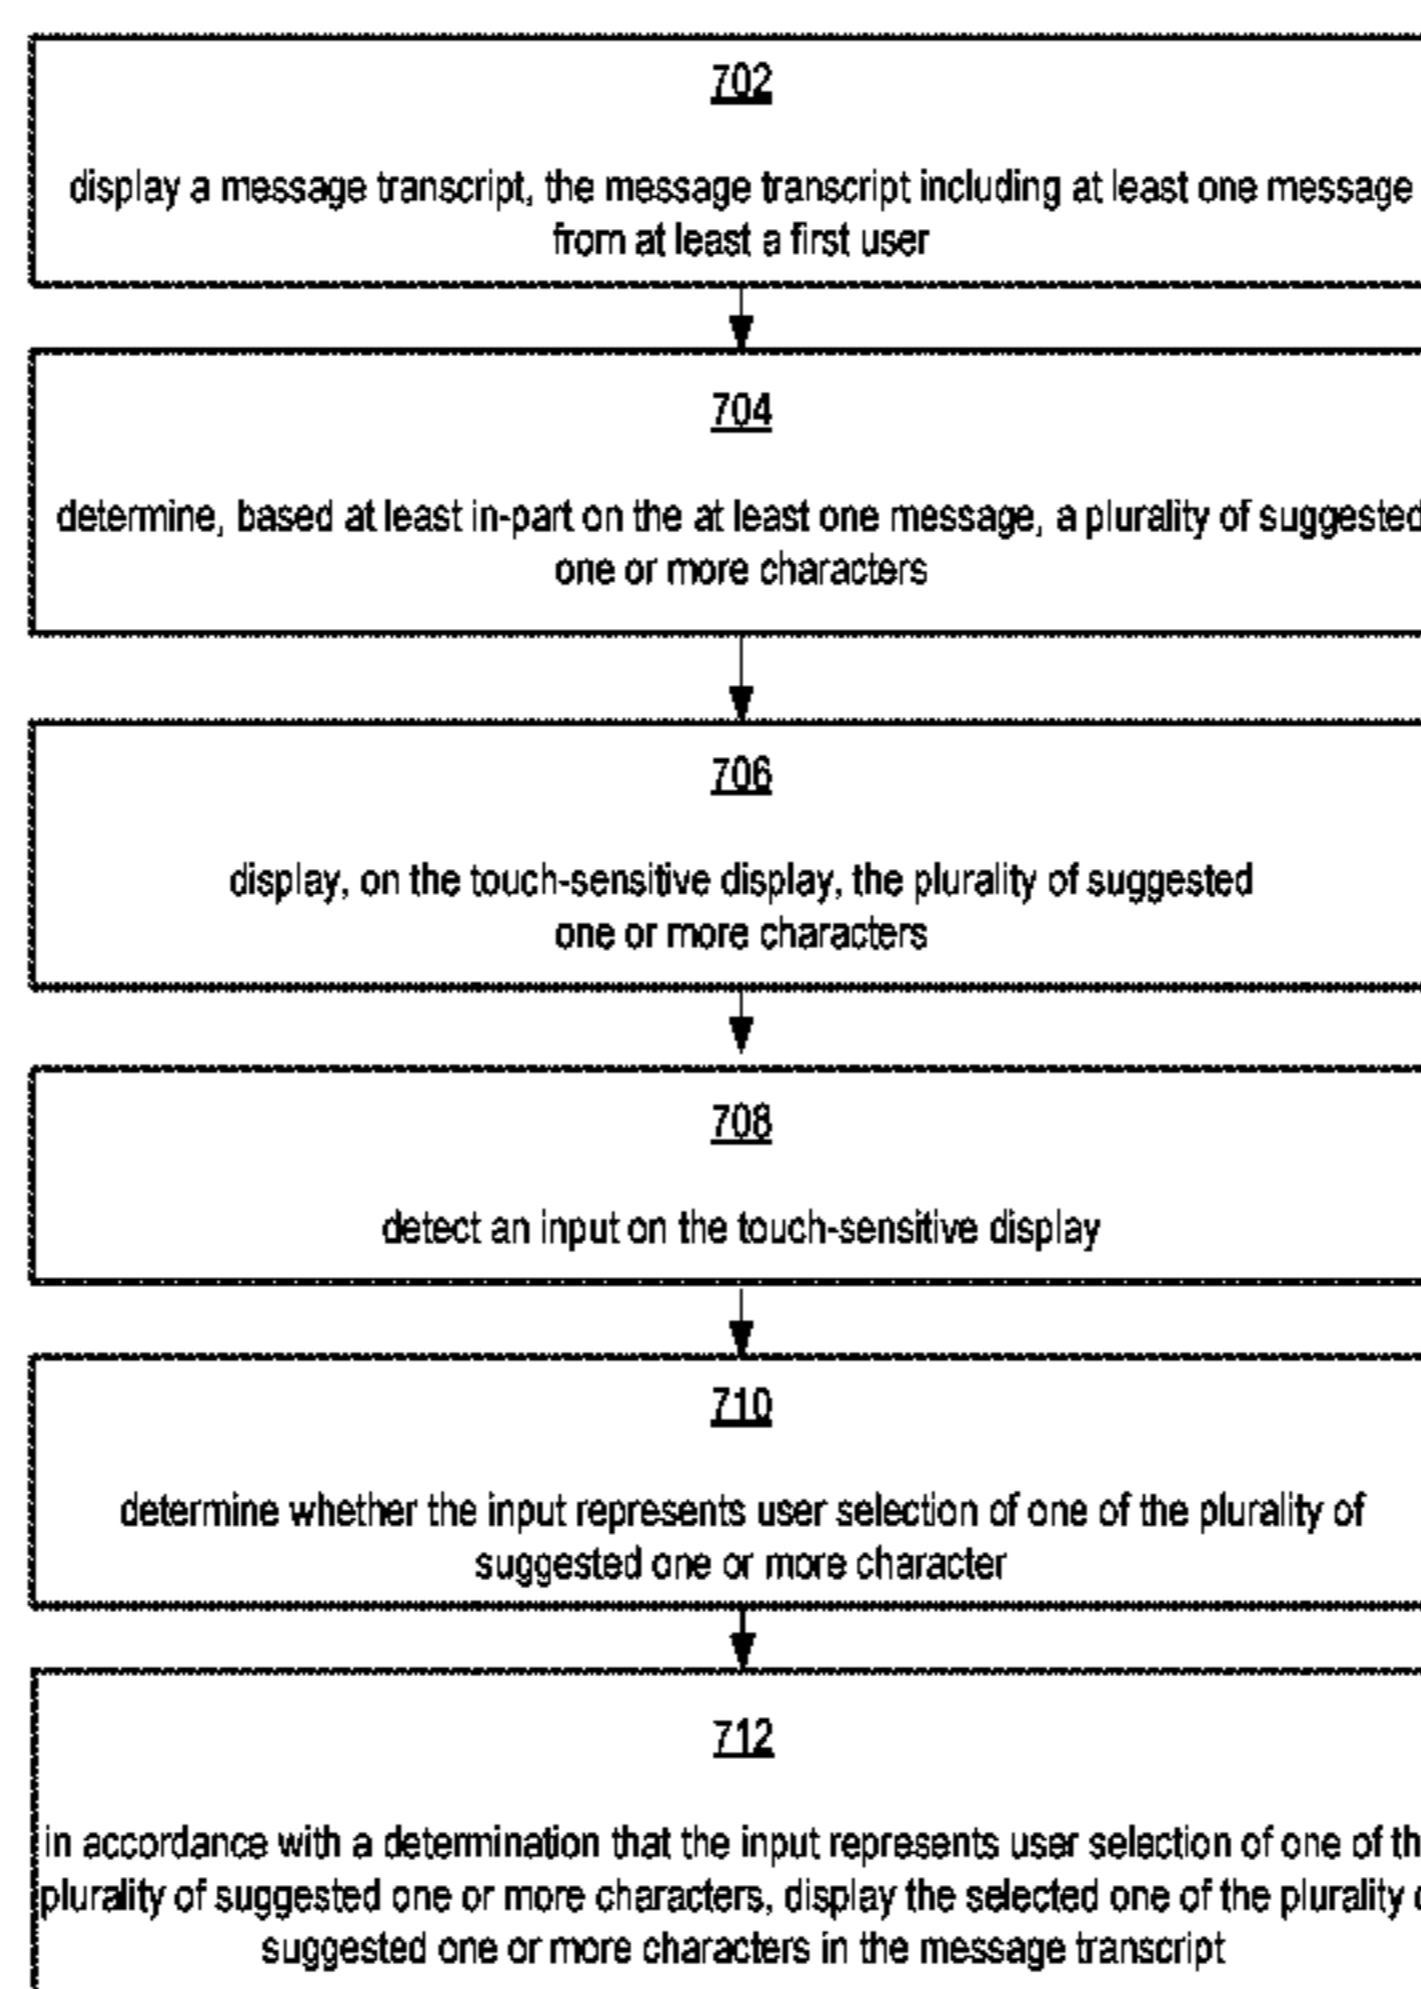 702
display a message transcript, the message transcript including at least one message
from at least a first user
704
determine, based at least in-part on the at least one message, a plurality of suggested
one or more characters
706
display, on the touch-sensitive display, the plurality of suggested
one or more characters
708
detect an input on the touch-sensitive display
710
determine whether the input represents user selection of one of the plurality of
suggested one or more character
712
in accordance with a determination that the input represents user selection of one of th
plurality of suggested one or more characters, display the selected one of the plurality
suggested one or more characters in the message transcript